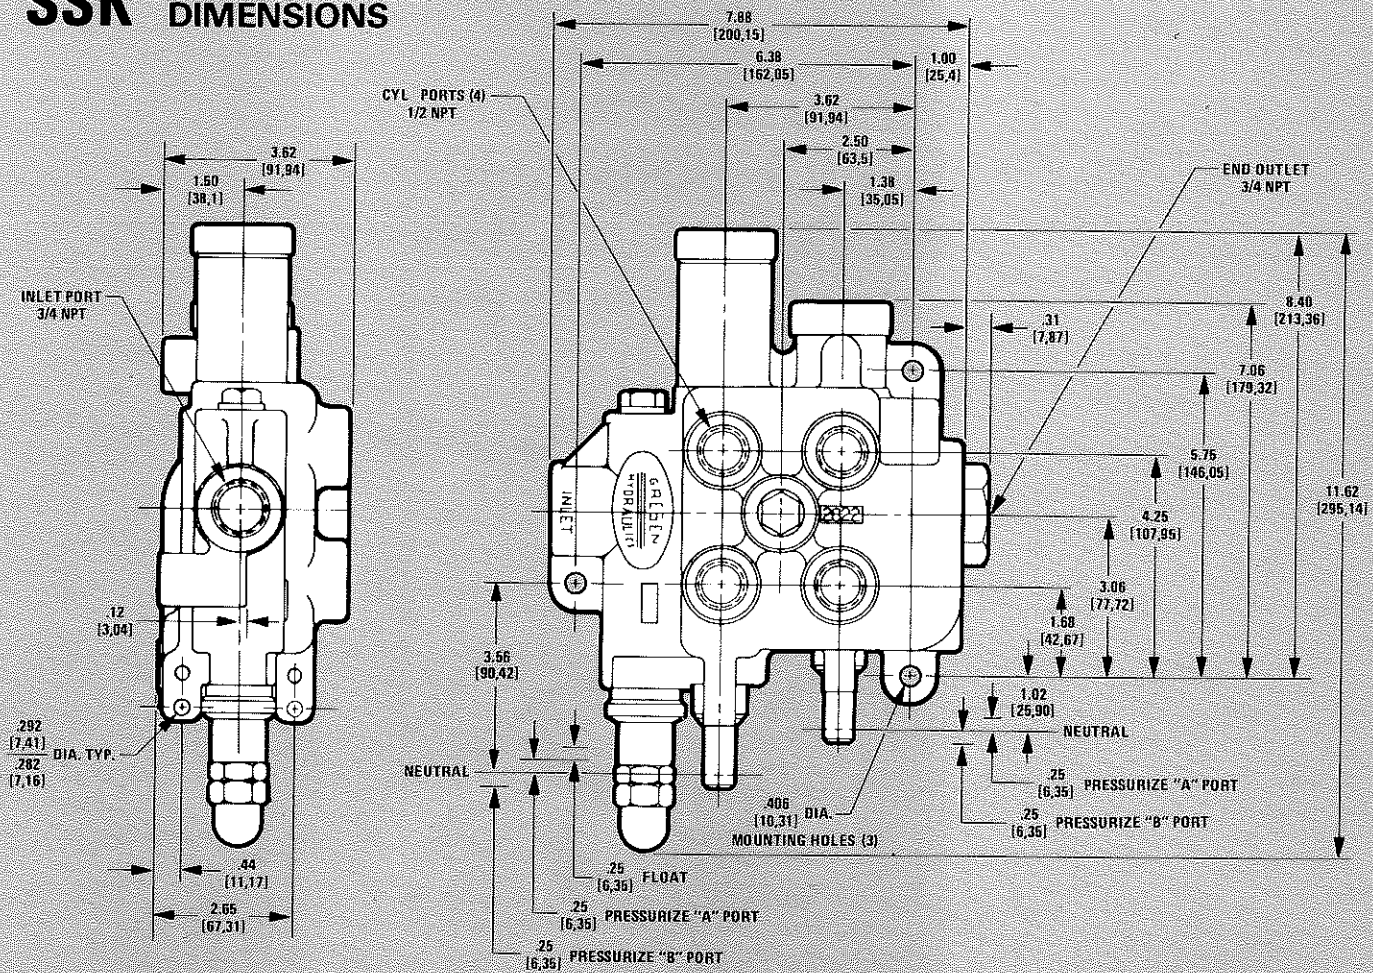 SSK DIMENSIONS
7.88
[200,15]
6.38
[162,05]
1.00
[25,4]
CYL PORTS (4)
1/2 NPT
3.62
[91,94]
2.50
[63,5]
1.38
[35,05]
END OUTLET
3/4 NPT
3.62
[91,94]
1.50
[38,1]
INLET PORT
3/4 NPT
8.40
[213,36]
.31
[7,87]
7.06
[179,32]
5.75
[146,05]
11.62
[295,14]
4.25
[107,95]
INLET
GRESEN
HYDRAULICS
3.06
[77,72]
1.68
[42,67]
.12
[3,04]
3.56
[90,42]
1.02
[25,90]
NEUTRAL
.292
[7,41]
.282
[7,16]
DIA. TYP.
NEUTRAL
.25
[6,35] PRESSURIZE "A" PORT
.25
[6,35] PRESSURIZE "B" PORT
.406
[10,31] DIA.
MOUNTING HOLES (3)
.44
[11,17]
.25
[6,35] FLOAT
2.65
[67,31]
.25
[6,35] PRESSURIZE "A" PORT
.25
[6,35] PRESSURIZE "B" PORT